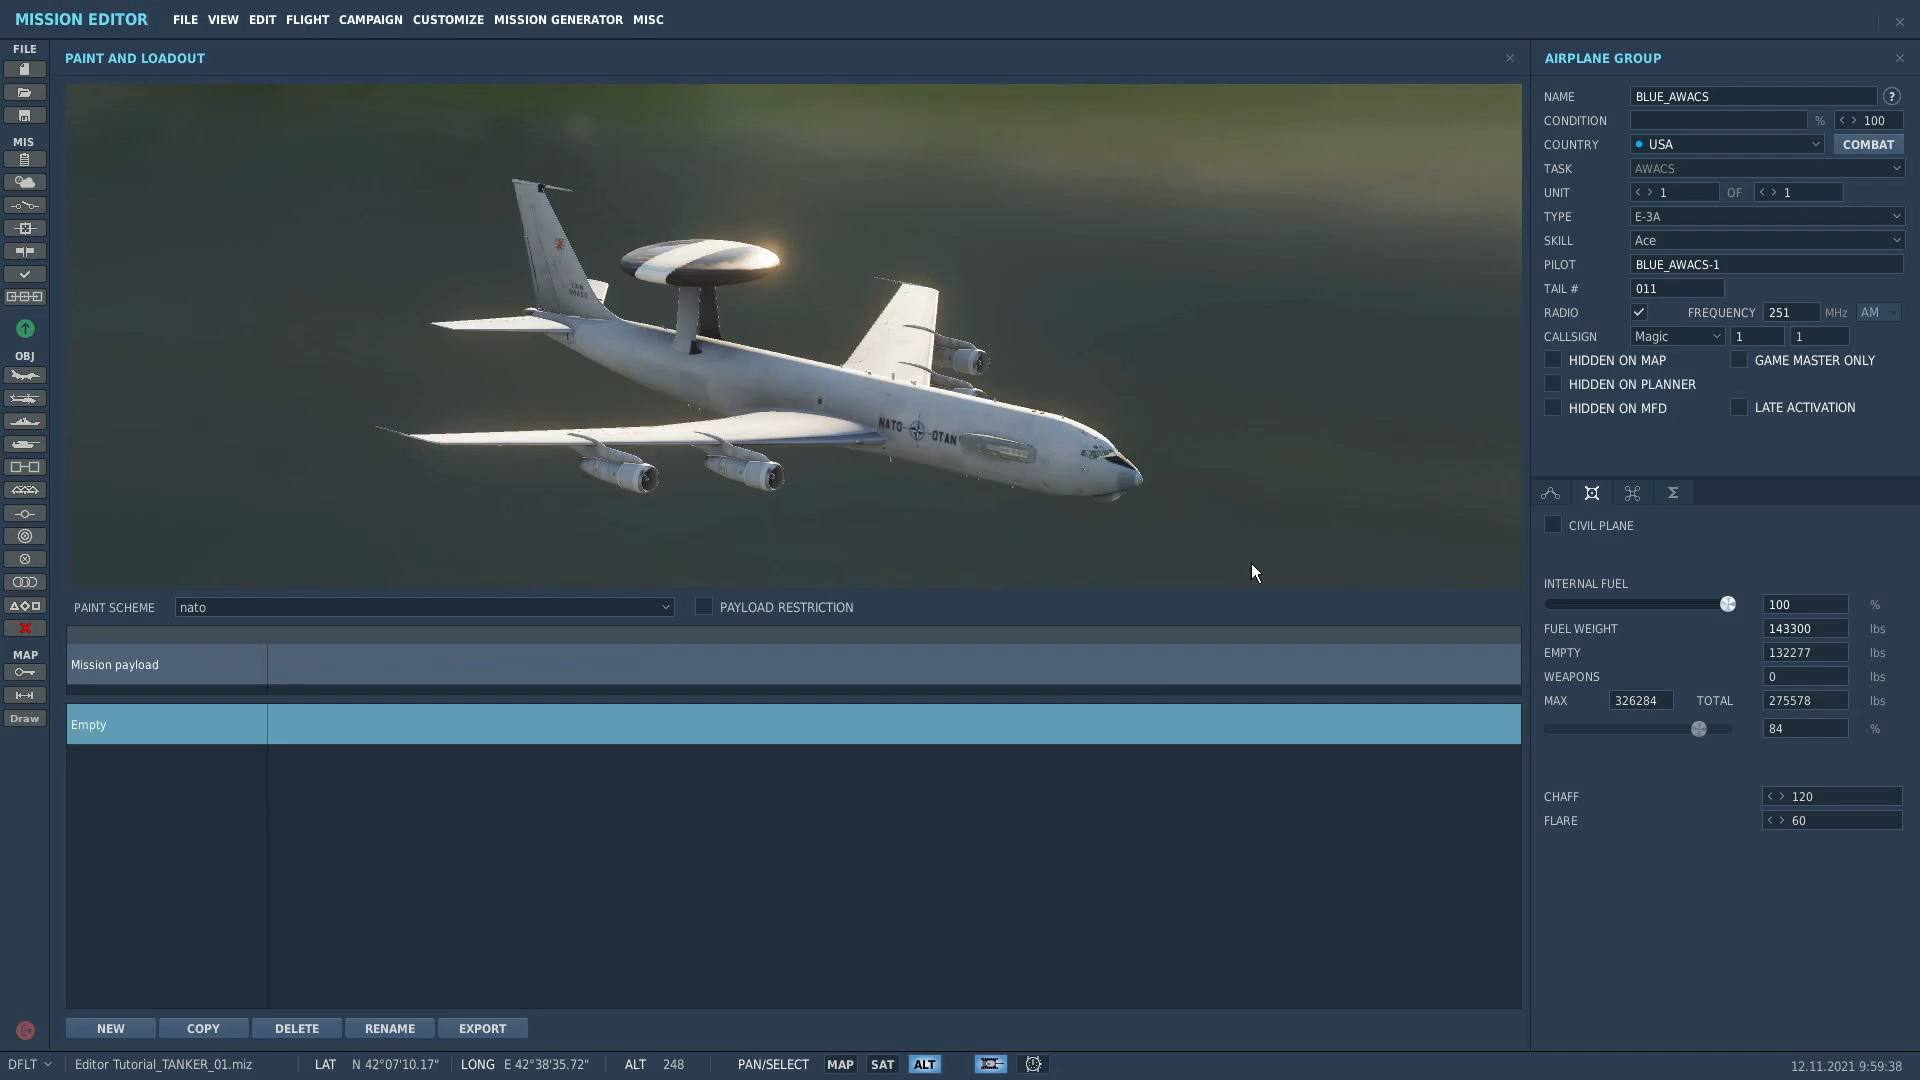 MISSION EDITOR FILE VIEW EDIT FLIGHT CAMPAIGN CUSTOMIZE MISSION GENERATOR MISC
FILE
MIS
OBJ
MAP
Draw
PAINT AND LOADOUT
NATO OTAN
PAINT SCHEME nato PAYLOAD RESTRICTION
Mission payload
Empty
NEW COPY DELETE RENAME EXPORT
AIRPLANE GROUP
NAME BLUE_AWACS ?
CONDITION % 100
COUNTRY USA COMBAT
TASK AWACS
UNIT 1 OF 1
TYPE E-3A
SKILL Ace
PILOT BLUE_AWACS-1
TAIL # 011
RADIO FREQUENCY 251 MHz AM
CALLSIGN Magic 1 1
HIDDEN ON MAP GAME MASTER ONLY
HIDDEN ON PLANNER
HIDDEN ON MFD LATE ACTIVATION
CIVIL PLANE
INTERNAL FUEL
100 %
FUEL WEIGHT 143300 lbs
EMPTY 132277 lbs
WEAPONS 0 lbs
MAX 326284 TOTAL 275578 lbs
84 %
CHAFF 120
FLARE 60
DFLT Editor Tutorial_TANKER_01.miz LAT N 42°07'10.17" LONG E 42°38'35.72" ALT 248 PAN/SELECT MAP SAT ALT 12.11.2021 9:59:38